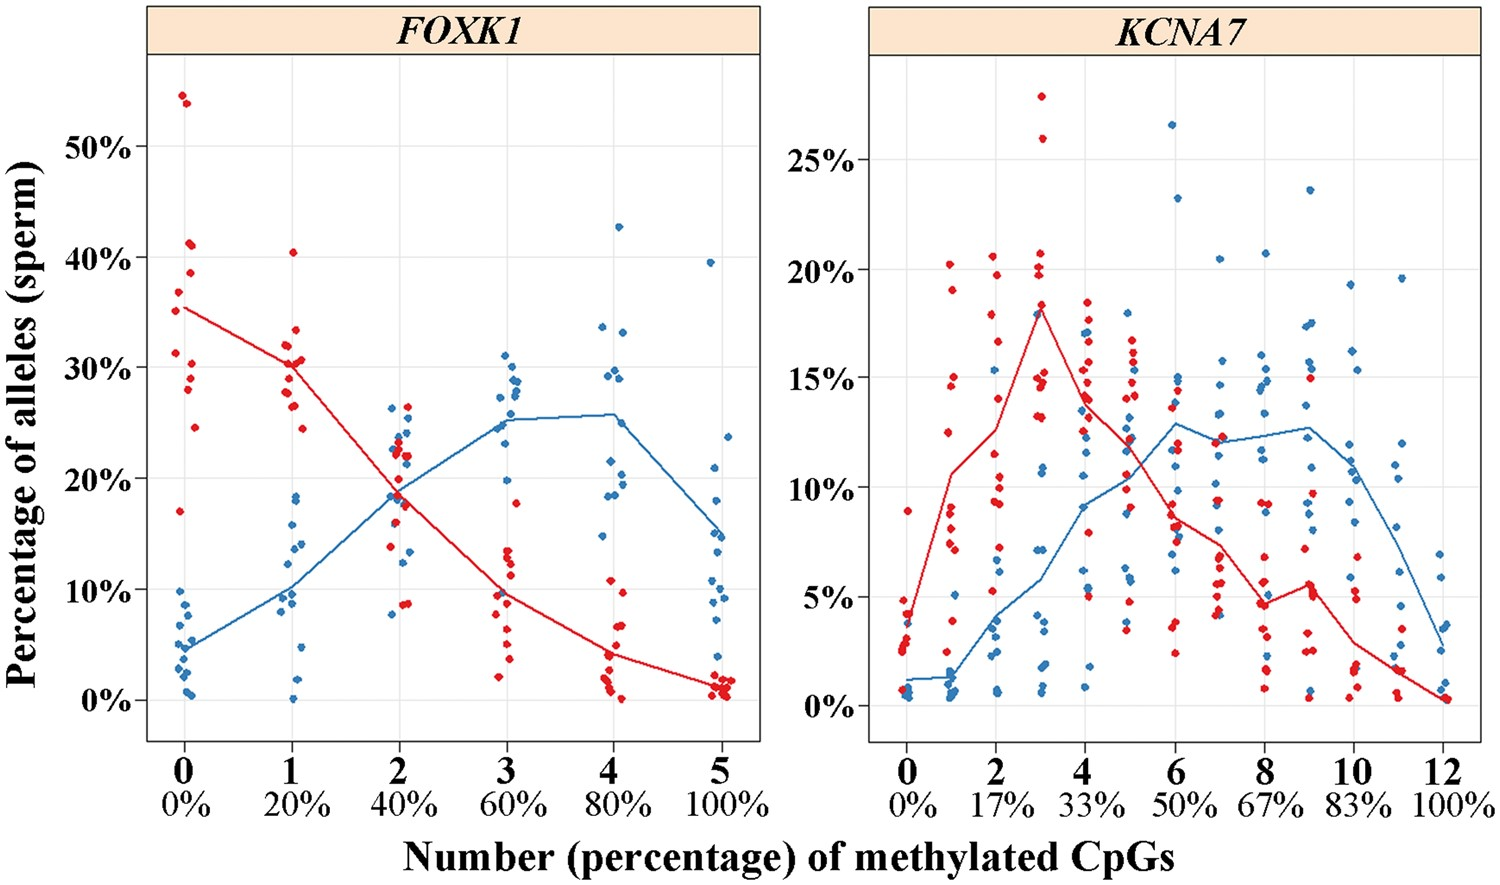 FOXK1
KCNA7
Percentage of alleles (sperm)
50%
40%
30%
20%
10%
0%
25%
20%
15%
10%
5%
0%
0 1 2 3 4 5
0% 20% 40% 60% 80% 100%
0 2 4 6 8 10 12
0% 17% 33% 50% 67% 83% 100%
Number (percentage) of methylated CpGs